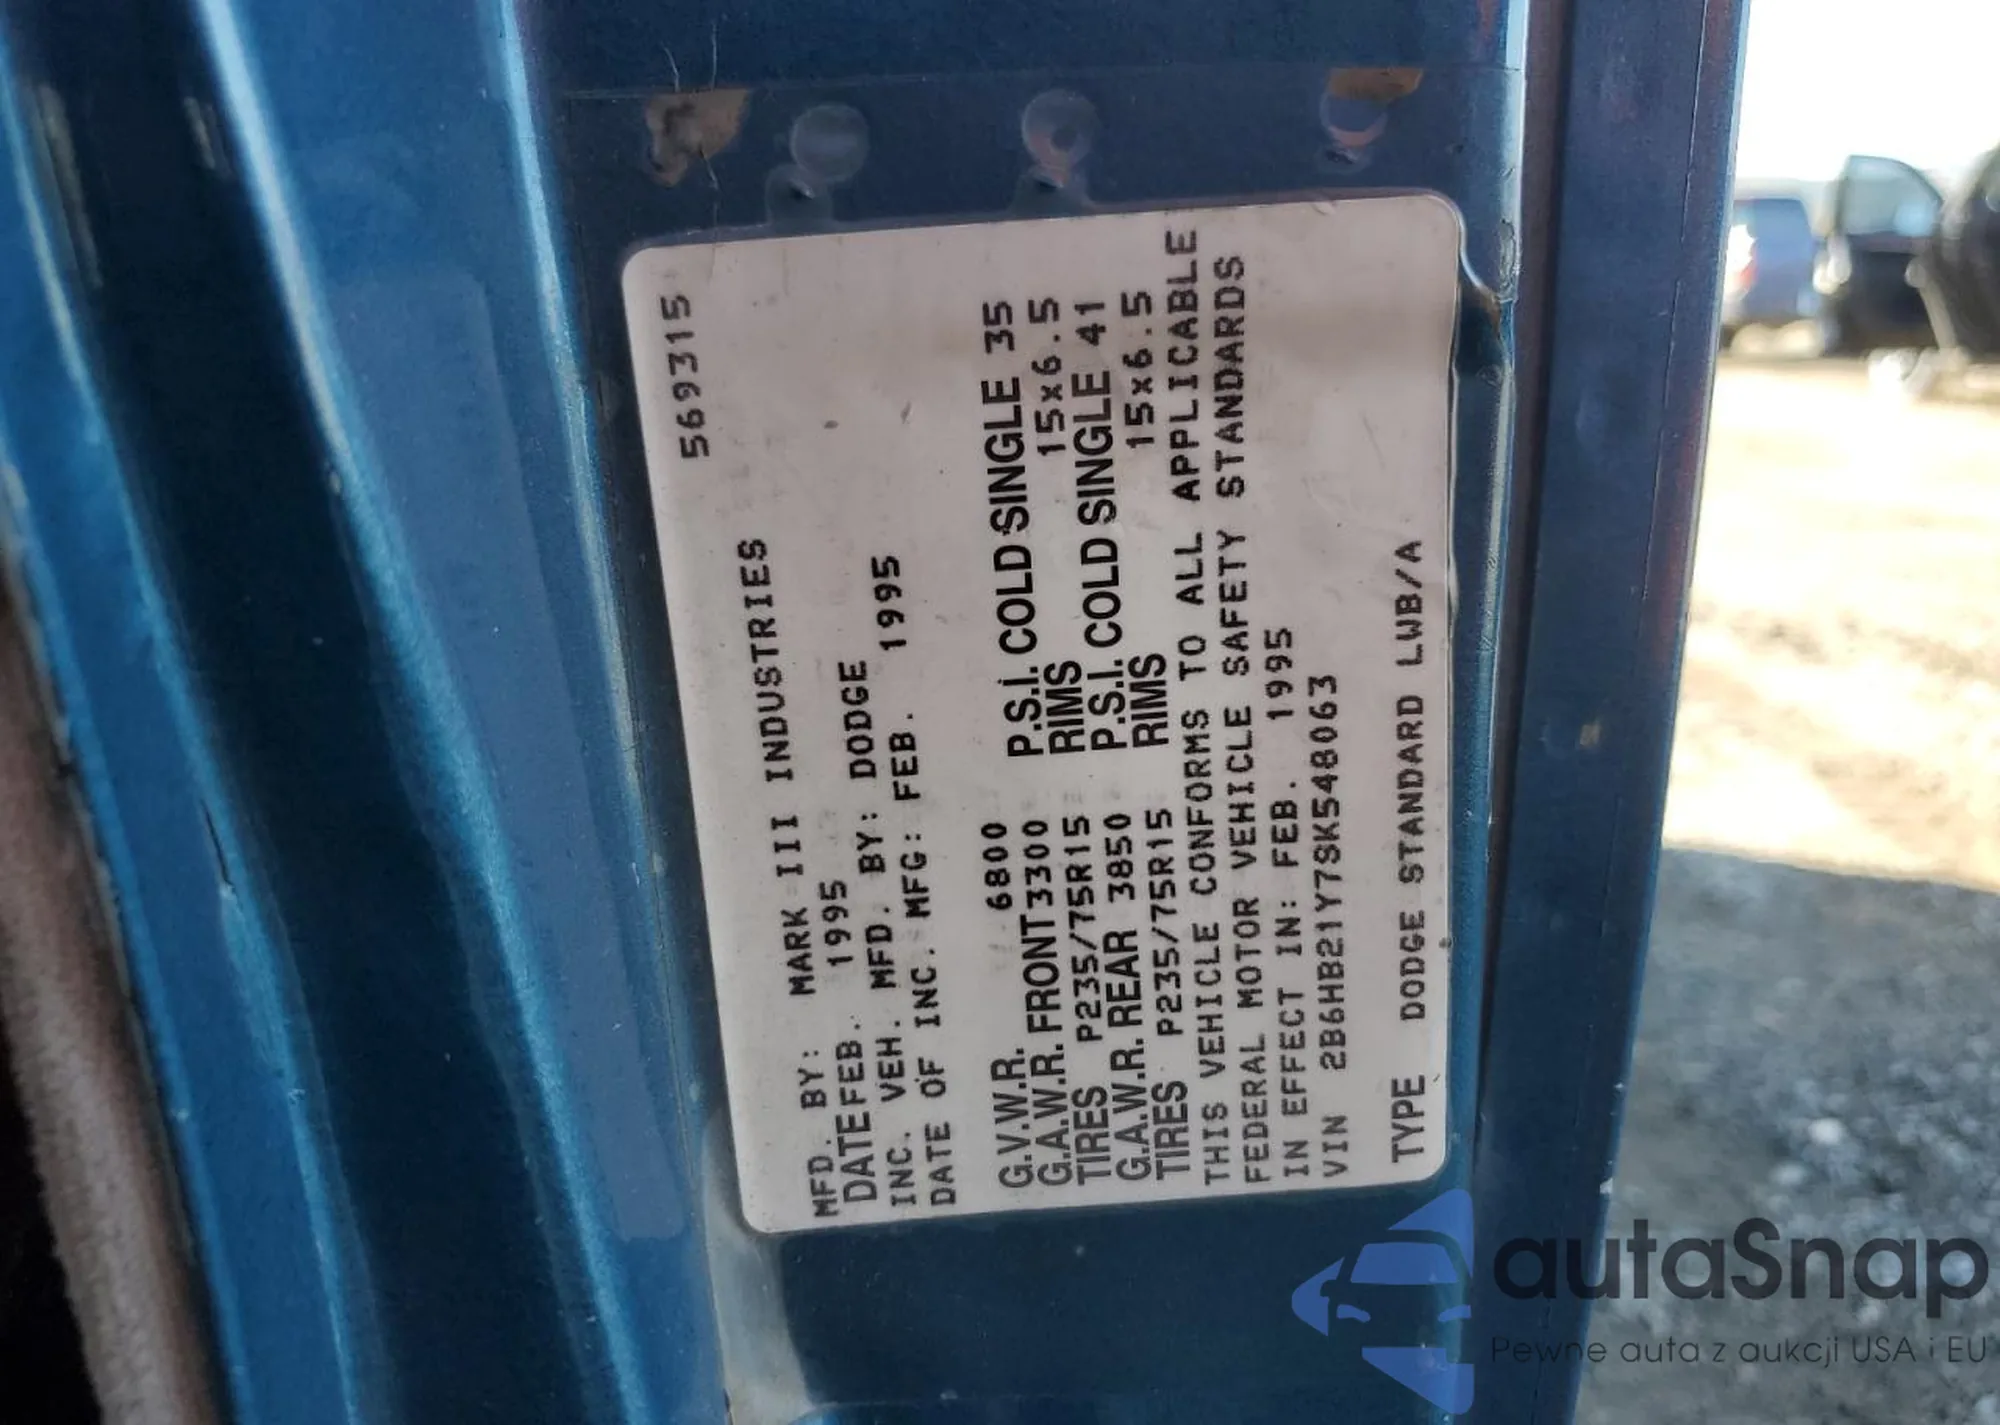 569315
MFD. BY: MARK III INDUSTRIES
DATE FEB. 1995
INC. VEH. MFD. BY: DODGE
DATE OF INC. MFG: FEB. 1995
G.V.W.R. 6800 P.S.I. COLD SINGLE 35
G.A.W.R. FRONT 3300 RIMS 15x6.5
TIRES P235/75R15 P.S.I. COLD SINGLE 41
G.A.W.R. REAR 3850 RIMS 15x6.5
TIRES P235/75R15
THIS VEHICLE CONFORMS TO ALL APPLICABLE
FEDERAL MOTOR VEHICLE SAFETY STANDARDS
IN EFFECT IN: FEB. 1995
VIN 2B6HB21Y7SK548063
TYPE DODGE STANDARD LWB/A
autaSnap
Pewne auta z aukcji USA i EU